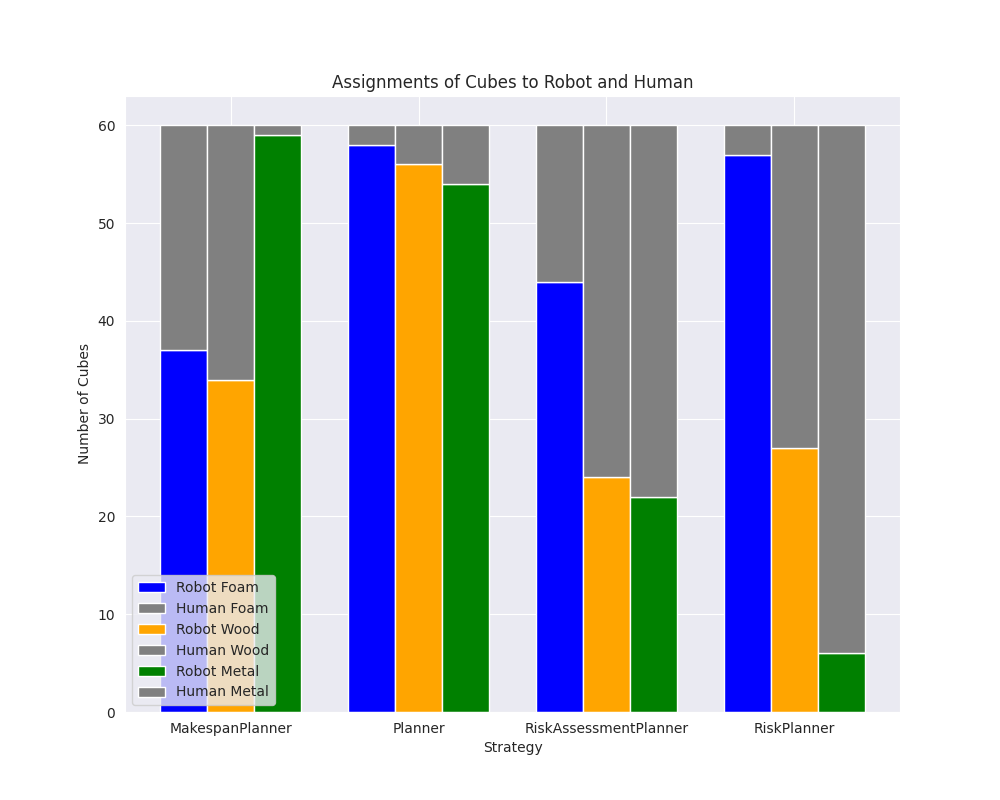 Assignments of Cubes to Robot and Human
60
50
40
30
20
10
0
Number of Cubes
Robot Foam
Human Foam
Robot Wood
Human Wood
Robot Metal
Human Metal
MakespanPlanner Planner RiskAssessmentPlanner RiskPlanner
Strategy